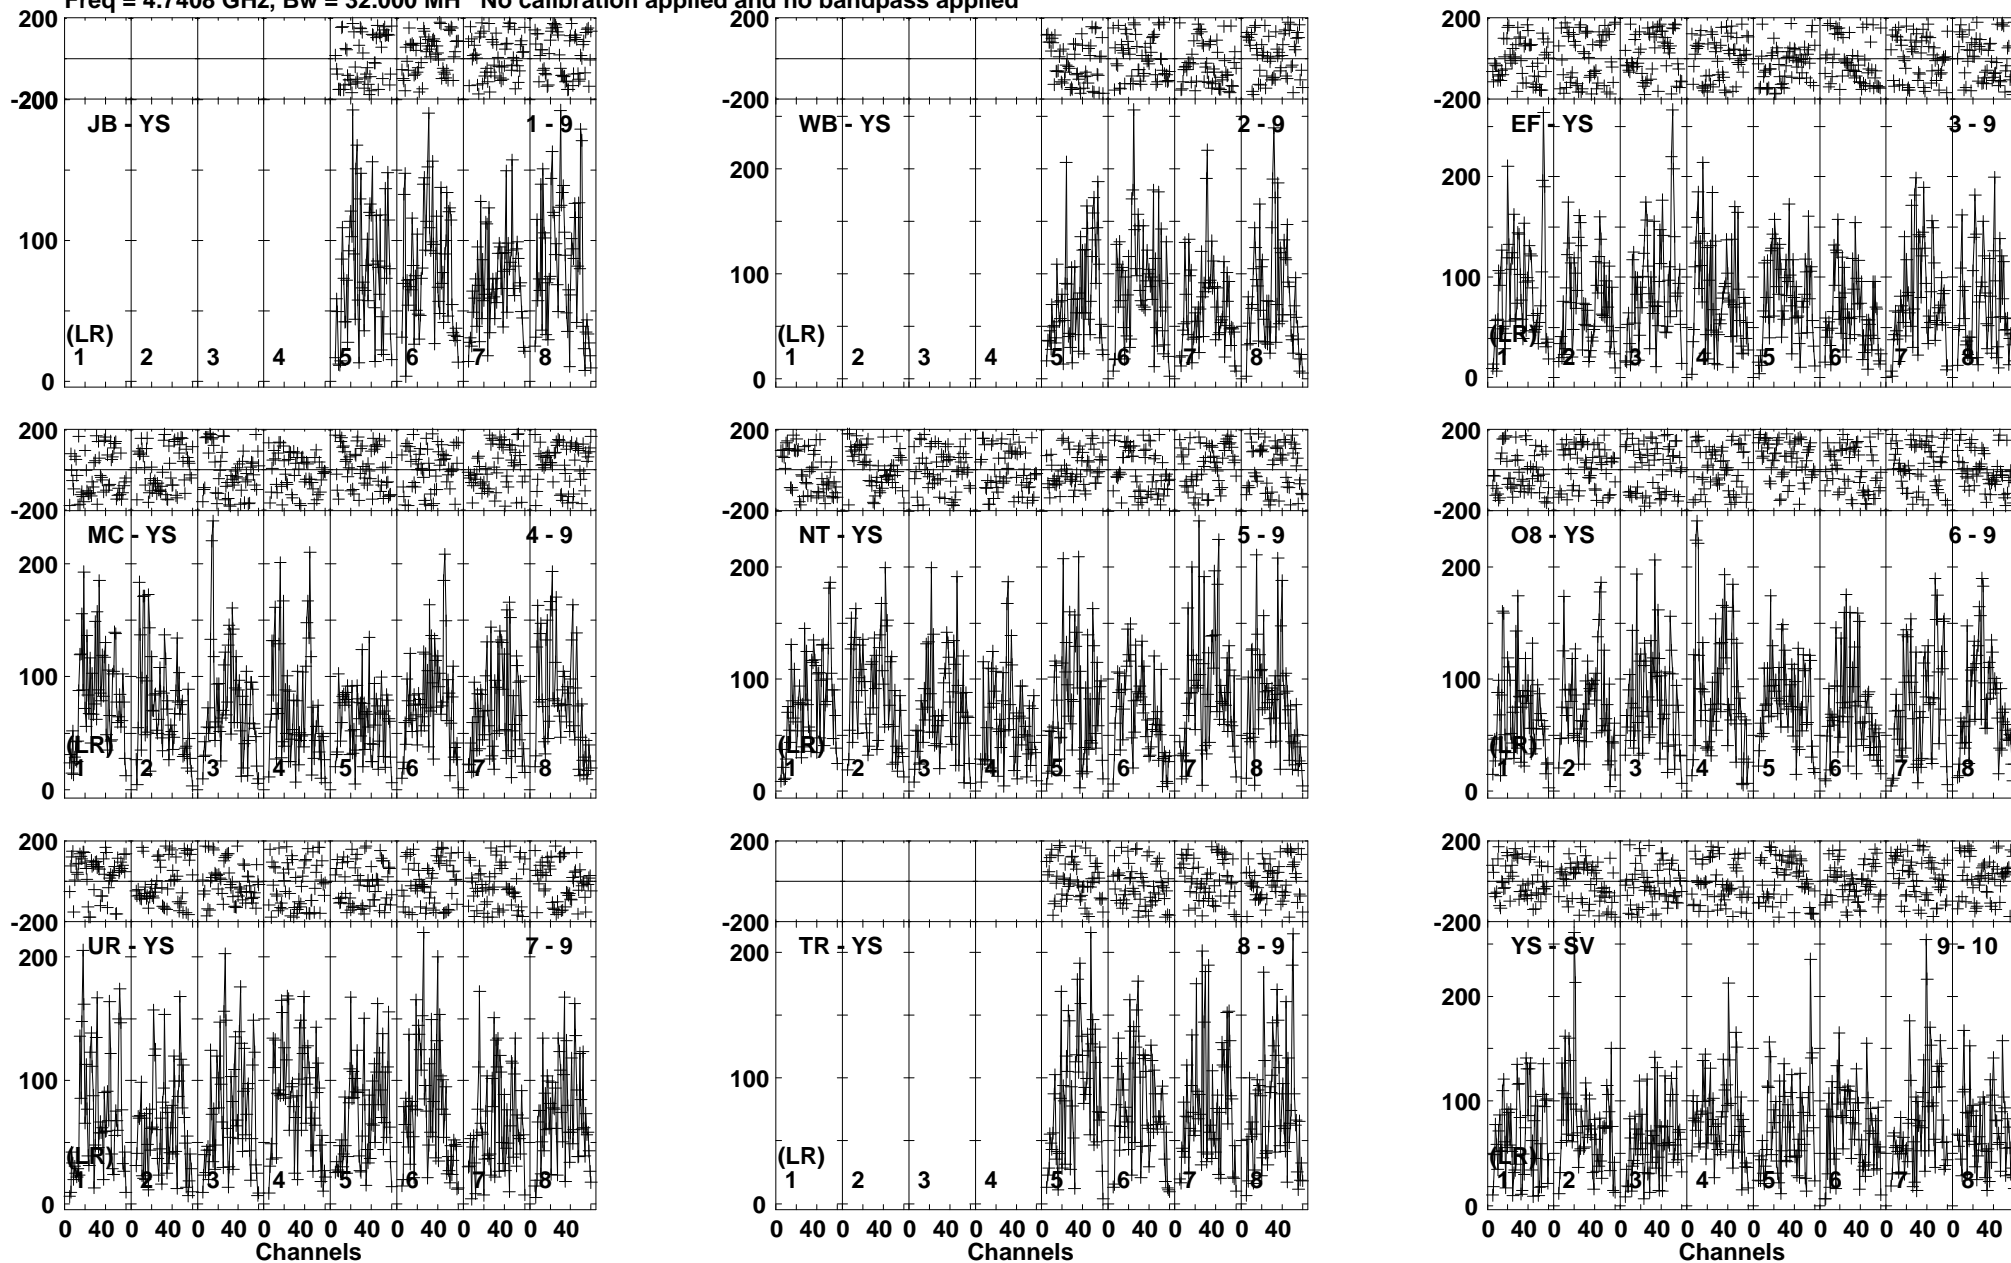 Freq = 4.7408 GHz, Bw = 32.000 MH No calibration applied and no bandpass applied
200
-200
JB - YS 1 - 9
100
0
(LR)
1 2 3 4 5 6 7 8
200
-200
WB - YS 2 - 9
200
100
0
(LR)
1 2 3 4 5 6 7 8
200
-200
EF - YS 3 - 9
200
100
0
(LR)
1 2 3 4 5 6 7 8
200
-200
MC - YS 4 - 9
200
100
0
(LR)
1 2 3 4 5 6 7 8
200
-200
NT - YS 5 - 9
200
100
0
(LR)
1 2 3 4 5 6 7 8
200
-200
O8 - YS 6 - 9
200
100
0
(LR)
1 2 3 4 5 6 7 8
200
-200
UR - YS 7 - 9
200
100
0
(LR)
1 2 3 4 5 6 7 8
0 40 0 40 0 40 0 40 0 40 0 40 0 40 0 40
Channels
200
-200
TR - YS 8 - 9
200
100
0
(LR)
1 2 3 4 5 6 7 8
0 40 0 40 0 40 0 40 0 40 0 40 0 40 0 40
Channels
200
-200
YS - SV 9 - 10
200
100
0
(LR)
1 2 3 4 5 6 7 8
0 40 0 40 0 40 0 40 0 40 0 40 0 40 0 40
Channels